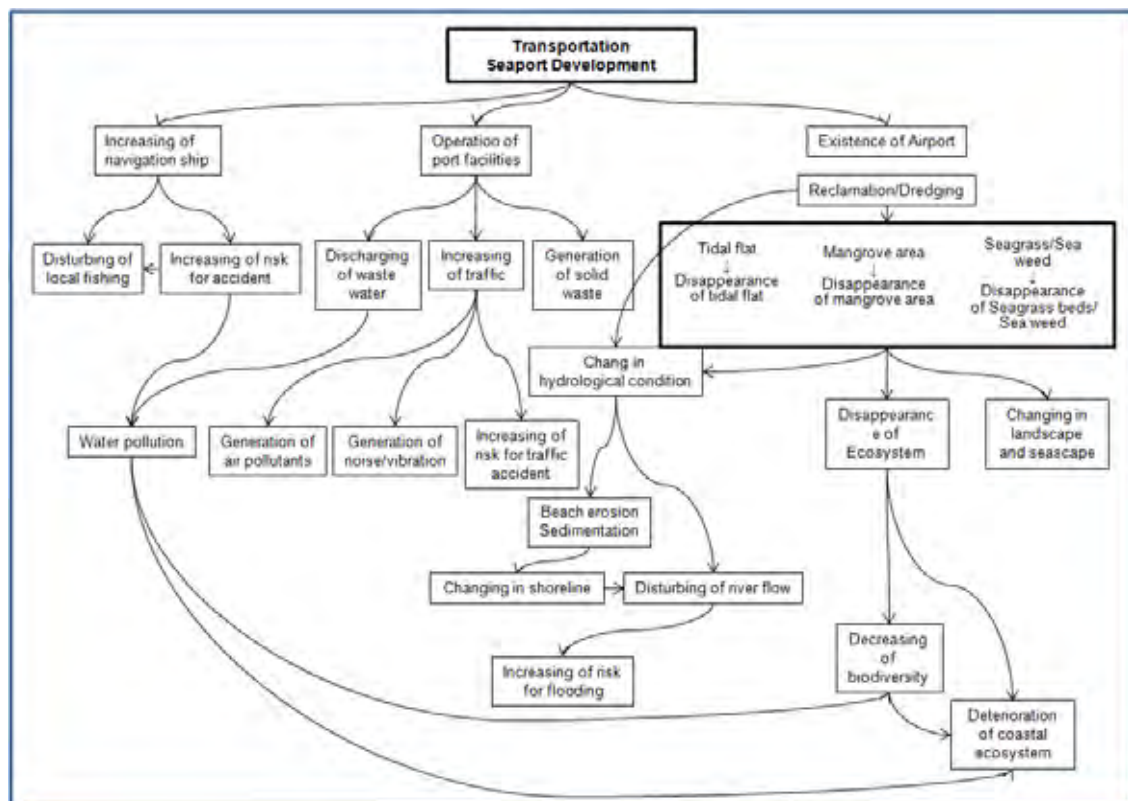 Transportation
Seaport Development
Increasing of
navigation ship
Operation of
port facilities
Existence of Airport
Reclamation/Dredging
Disturbing of
local fishing
Increasing of risk
for accident
Discharging
of waste
water
Increasing
of traffic
Generation
of solid
waste
Tidal flat
↓
Disappearance
of tidal flat
Mangrove area
↓
Disappearance
of mangrove area
Seagrass/Sea
weed
↓
Disappearance
of Seagrass beds/
Sea weed
Chang in
hydrological condition
Water pollution
Generation of
air pollutants
Generation of
norse/vibration
Increasing of
risk for traffic
accident
Disappearanc
e of
Ecosystem
Changing in
landscape
and seascape
Beach erosion
Sedimentation
Changing in shoreline
Disturbing of river flow
Increasing of risk
for flooding
Decreasing
of
biodiversity
Deterioration
of coastal
ecosystem